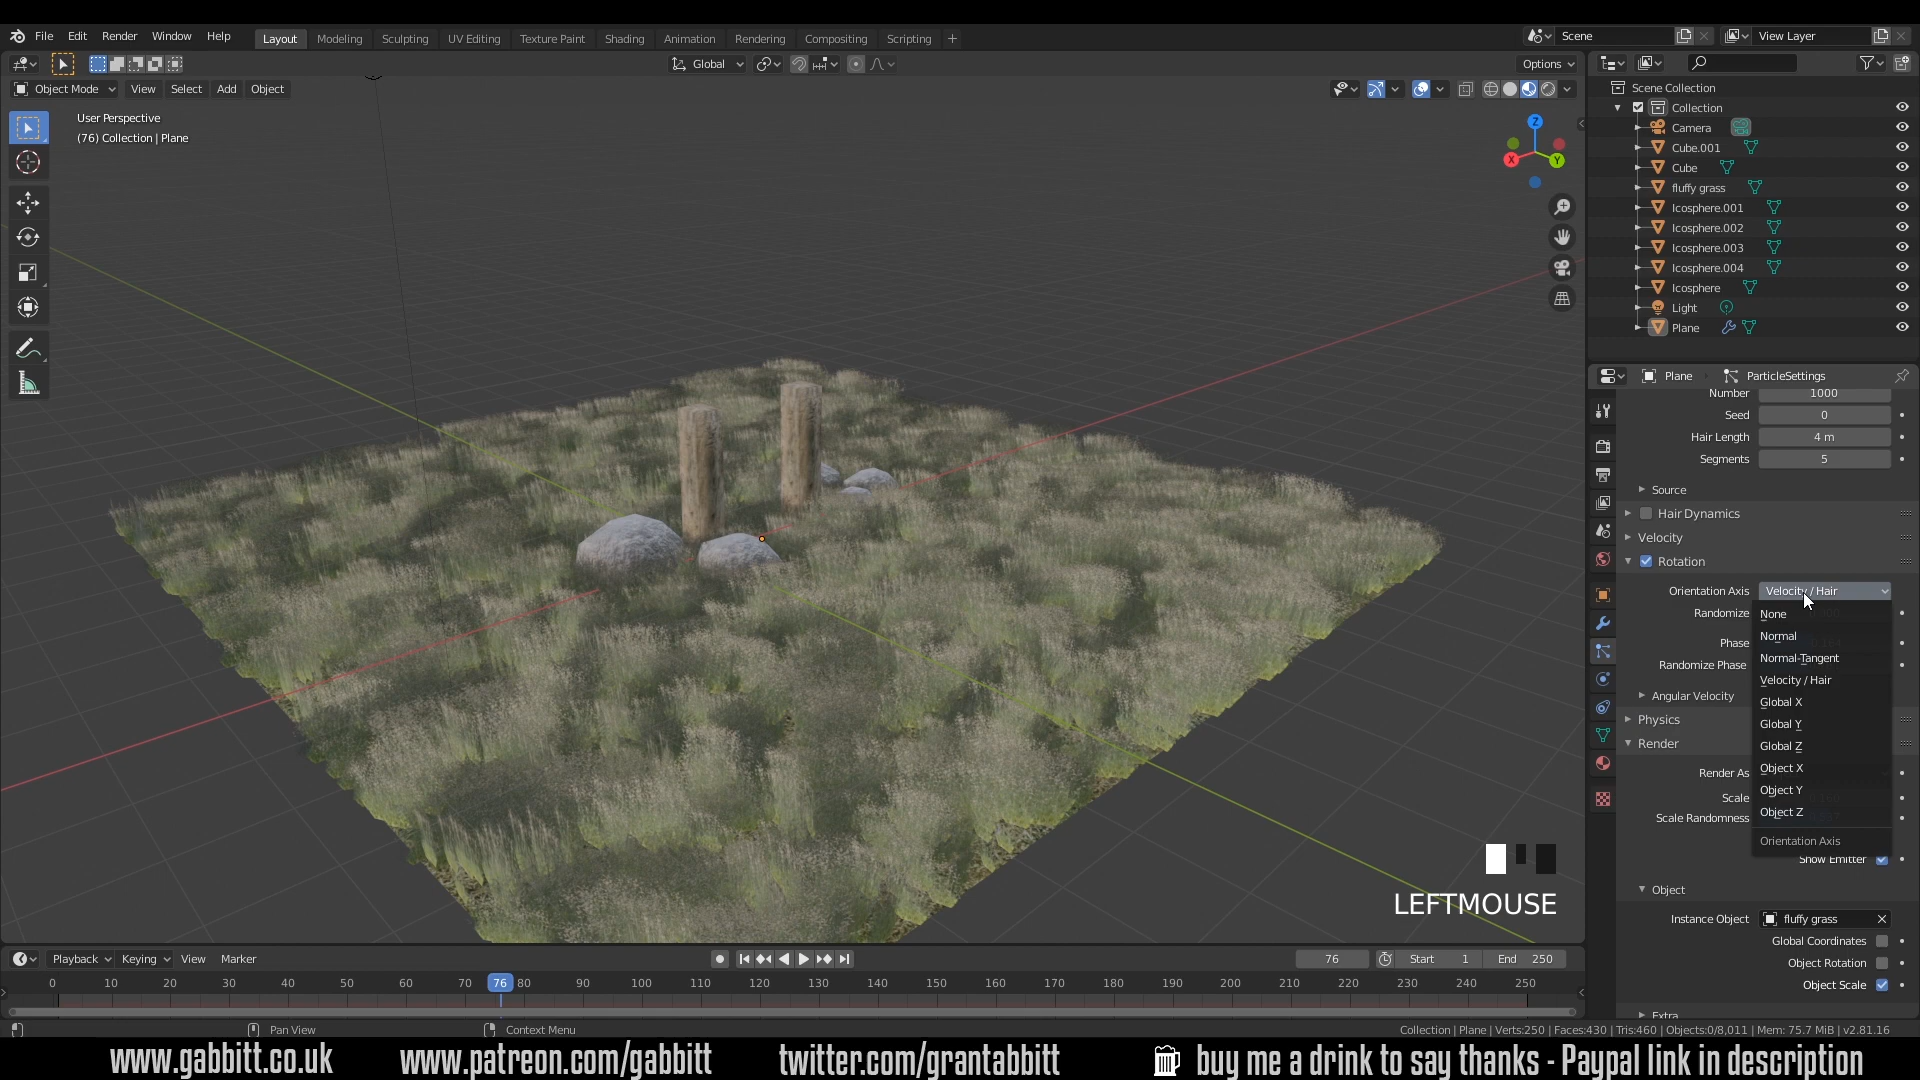 File Edit Render Window Help
Layout Modeling Sculpting UV Editing Texture Paint Shading Animation Rendering Compositing Scripting +
Scene
View Layer
Global
Options
Object Mode View Select Add Object
User Perspective
(76) Collection | Plane
Z
X
Y
Scene Collection
Collection
Camera
Cube.001
Cube
fluffy grass
Icosphere.001
Icosphere.002
Icosphere.003
Icosphere.004
Icosphere
Light
Plane
Plane ParticleSettings
Number 1000
Seed 0
Hair Length 4 m
Segments 5
Source
Hair Dynamics
Velocity
Rotation
Orientation Axis Velocity / Hair
Randomize
Phase
Randomize Phase
Angular Velocity
Physics
Render
Render As
Scale
Scale Randomness
None
Normal
Normal-Tangent
Velocity / Hair
Global X
Global Y
Global Z
Object X
Object Y
Object Z
Orientation Axis
Show Emitter
Object
Instance Object fluffy grass
Global Coordinates
Object Rotation
Object Scale
Extra
LEFTMOUSE
Playback Keying View Marker
76 Start 1 End 250
0 10 20 30 40 50 60 70 76 80 90 100 110 120 130 140 150 160 170 180 190 200 210 220 230 240 250
Pan View
Context Menu
Collection | Plane | Verts:250 | Faces:430 | Tris:460 | Objects:0/8,011 | Mem: 75.7 MiB | v2.81.16
www.gabbitt.co.uk www.patreon.com/gabbitt twitter.com/grantabbitt buy me a drink to say thanks - Paypal link in description